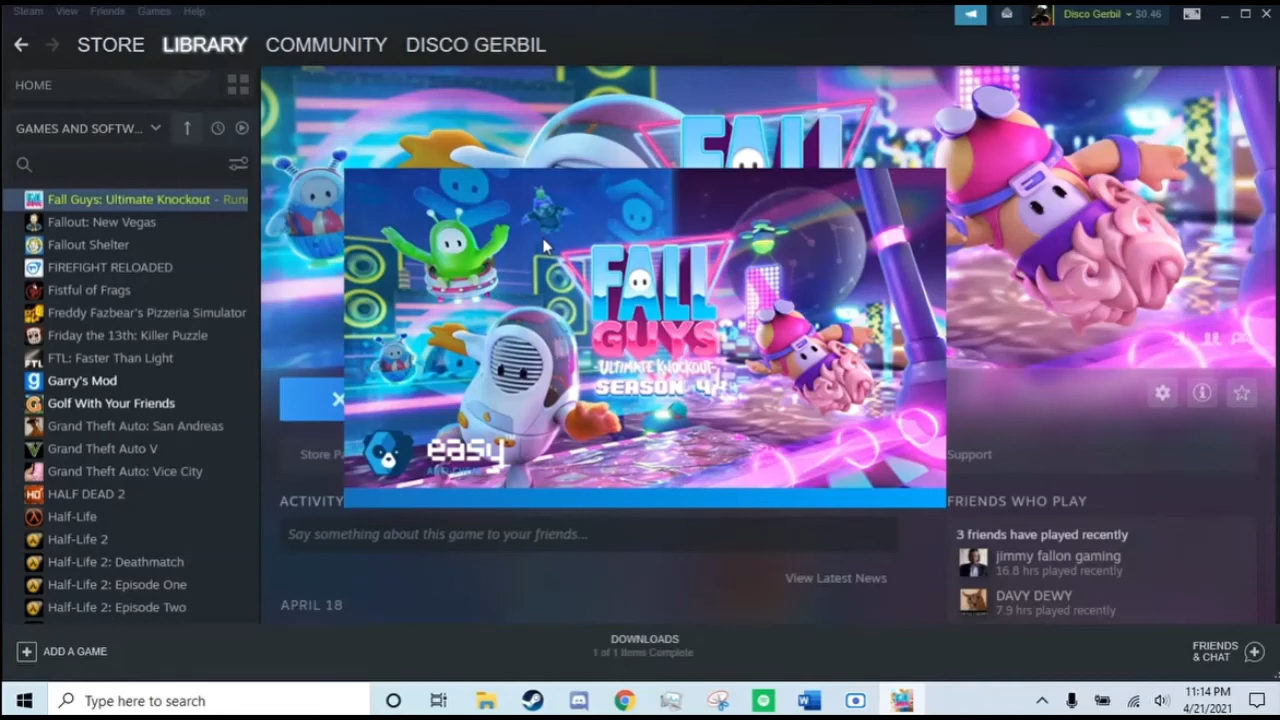 Steam View Friends Games Help
Disco Gerbil $0.46
STORE LIBRARY COMMUNITY DISCO GERBIL
HOME
GAMES AND SOFTW...
Fall Guys: Ultimate Knockout - Run
Fallout: New Vegas
Fallout Shelter
FIREFIGHT RELOADED
Fistful of Frags
Freddy Fazbear's Pizzeria Simulator
Friday the 13th: Killer Puzzle
FTL: Faster Than Light
Garry's Mod
Golf With Your Friends
Grand Theft Auto: San Andreas
Grand Theft Auto V
Grand Theft Auto: Vice City
HALF DEAD 2
Half-Life
Half-Life 2
Half-Life 2: Deathmatch
Half-Life 2: Episode One
Half-Life 2: Episode Two
ADD A GAME
FALL
FALL
GUYS
ULTIMATE KNOCKOUT
SEASON
easy
Store
Support
ACTIVITY
Say something about this game to your friends...
View Latest News
APRIL 18
FRIENDS WHO PLAY
3 friends have played recently
jimmy fallon gaming
16.8 hrs played recently
DAVY DEWY
7.9 hrs played recently
DOWNLOADS
1 of 1 Items Complete
FRIENDS
& CHAT
Type here to search
11:14 PM
4/21/2021